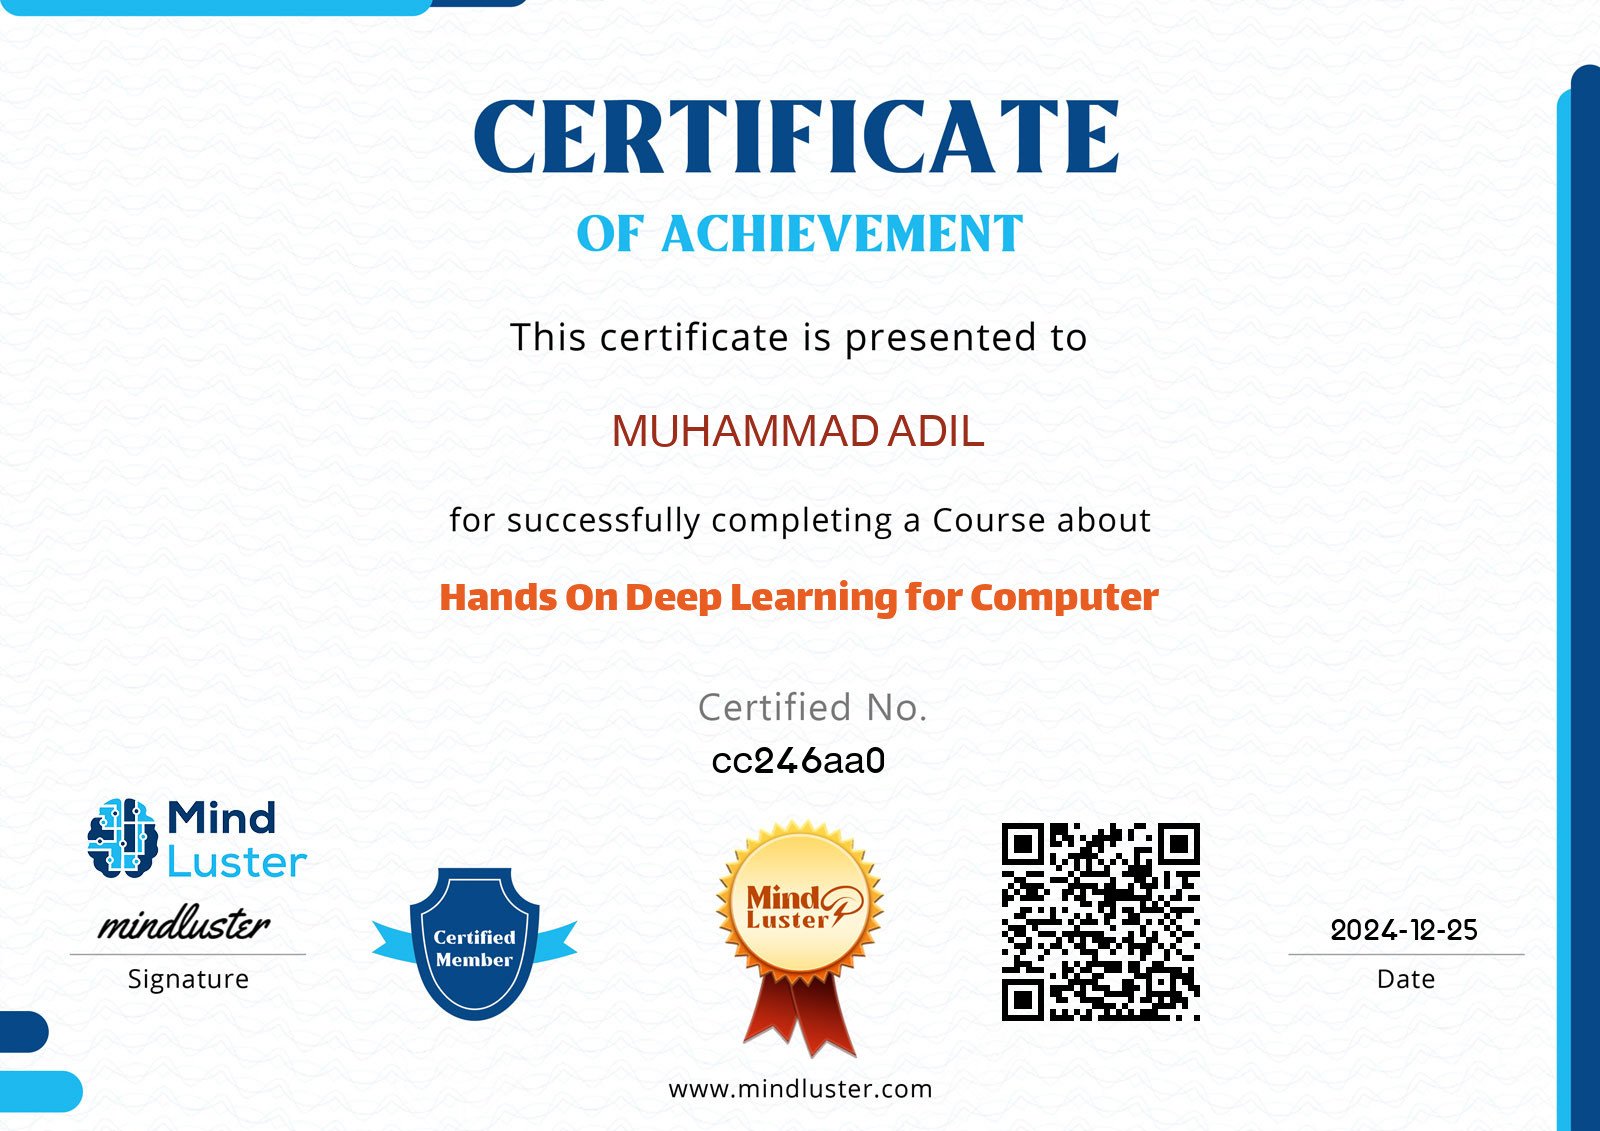 CERTIFICATE
OF ACHIEVEMENT
This certificate is presented to
MUHAMMAD ADIL
for successfully completing a Course about
Hands On Deep Learning for Computer
Certified No.
cc246aa0
Mind
Luster
mindluster
Signature
Certified
Member
Mind
Luster
2024-12-25
Date
www.mindluster.com